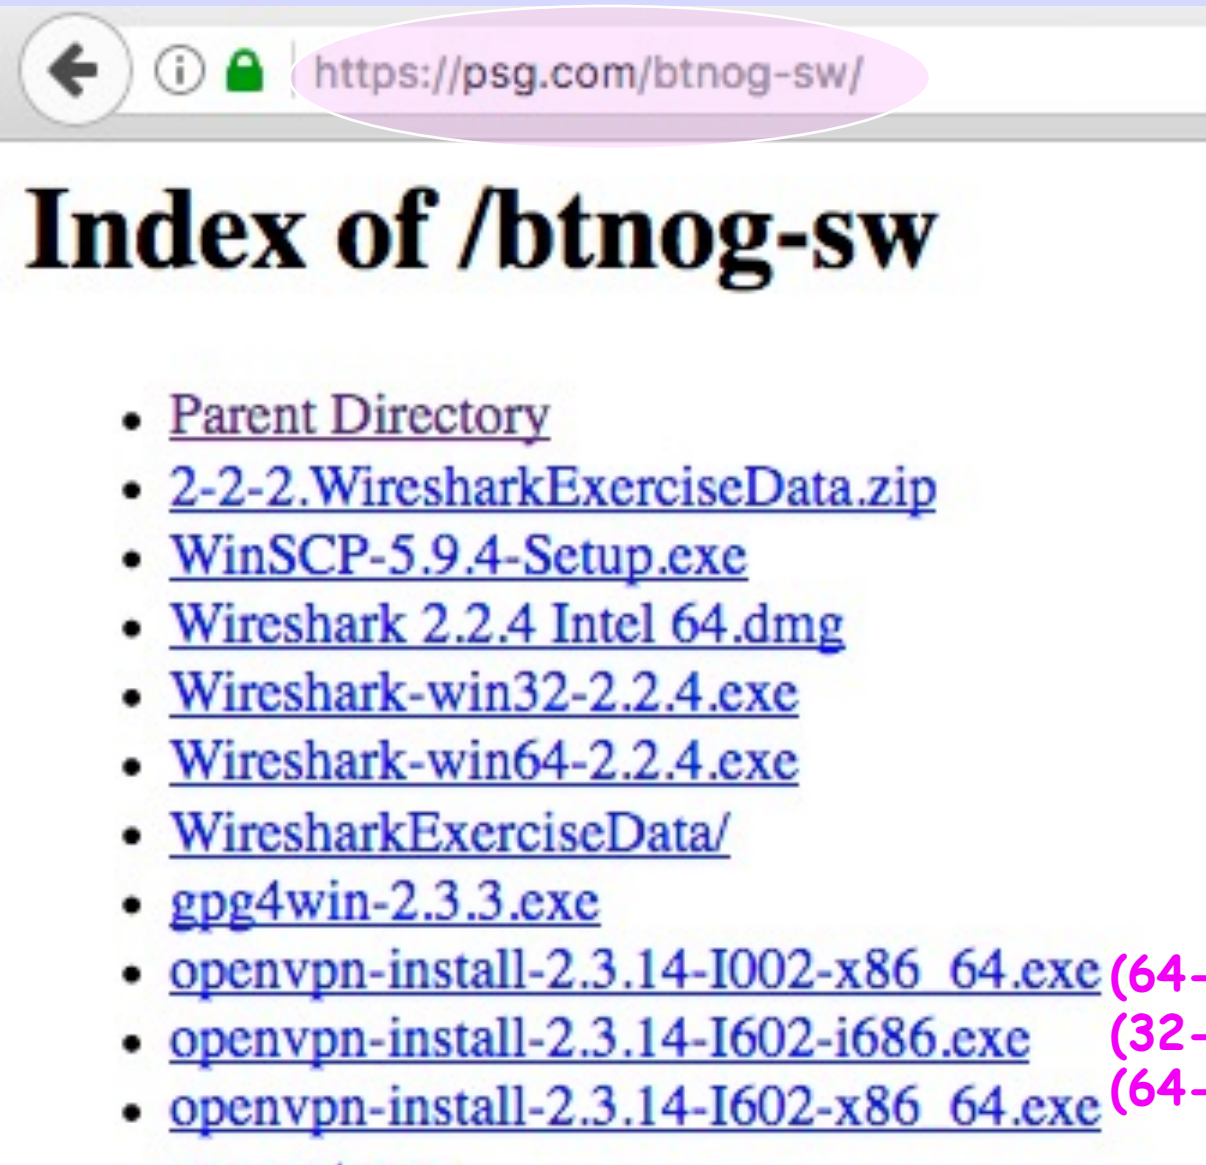 https://psg.com/btnog-sw/
Index of /btnog-sw
Parent Directory
2-2-2.WiresharkExerciseData.zip
WinSCP-5.9.4-Setup.exe
Wireshark 2.2.4 Intel 64.dmg
Wireshark-win32-2.2.4.exe
Wireshark-win64-2.2.4.exe
WiresharkExerciseData/
gpg4win-2.3.3.exe
openvpn-install-2.3.14-I002-x86_64.exe (64-
openvpn-install-2.3.14-I602-i686.exe (32-
openvpn-install-2.3.14-I602-x86_64.exe (64-